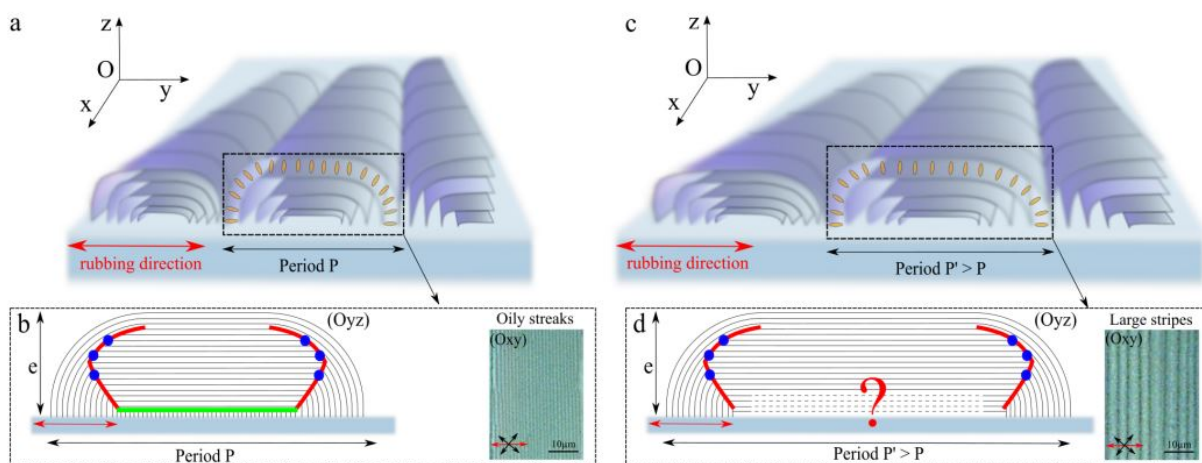 a
z
O
y
x
rubbing direction
Period P
b
(Oyz)
e
Period P
Oily streaks
(Oxy)
10μm
c
z
O
y
x
rubbing direction
Period P' > P
d
(Oyz)
e
?
Period P' > P
Large stripes
(Oxy)
10μm